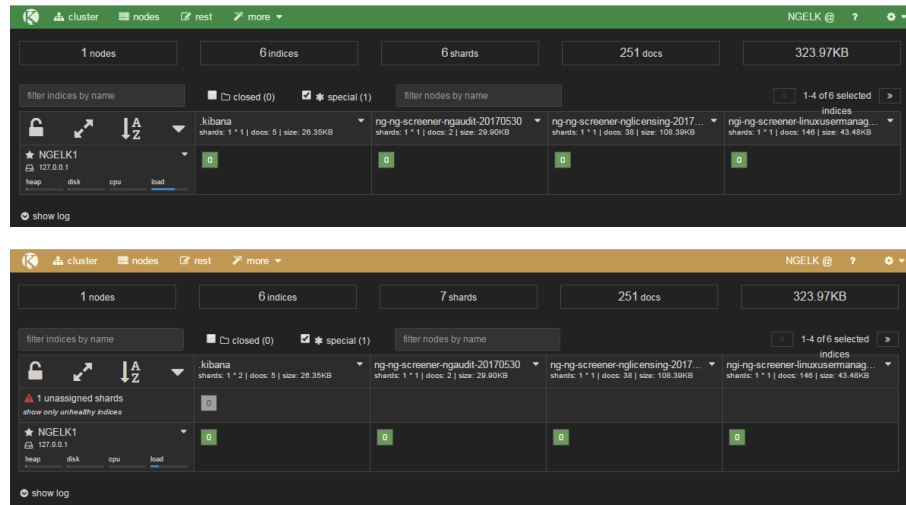 cluster nodes rest more NGELK @ ?
1 nodes 6 indices 6 shards 251 docs 323.97KB
filter indices by name closed (0) special (1) filter nodes by name « 1-4 of 6 selected »
indices
.kibana ng-ng-screener-ngaudit-20170530 ng-ng-screener-nglicensing-2017... ngi-ng-screener-linuxusermanag...
shards: 1 * 1 | docs: 5 | size: 26.35KB shards: 1 * 1 | docs: 2 | size: 29.90KB shards: 1 * 1 | docs: 38 | size: 108.39KB shards: 1 * 1 | docs: 146 | size: 43.48KB
A
Z
NGELK1 0 0 0 0
127.0.0.1
heap disk cpu load
show log
cluster nodes rest more NGELK @ ?
1 nodes 6 indices 7 shards 251 docs 323.97KB
filter indices by name closed (0) special (1) filter nodes by name « 1-4 of 6 selected »
indices
.kibana ng-ng-screener-ngaudit-20170530 ng-ng-screener-nglicensing-2017... ngi-ng-screener-linuxusermanag...
shards: 1 * 2 | docs: 5 | size: 26.35KB shards: 1 * 1 | docs: 2 | size: 29.90KB shards: 1 * 1 | docs: 38 | size: 108.39KB shards: 1 * 1 | docs: 146 | size: 43.48KB
A
Z
1 unassigned shards 0
show only unhealthy indices
NGELK1 0 0 0 0
127.0.0.1
heap disk cpu load
show log